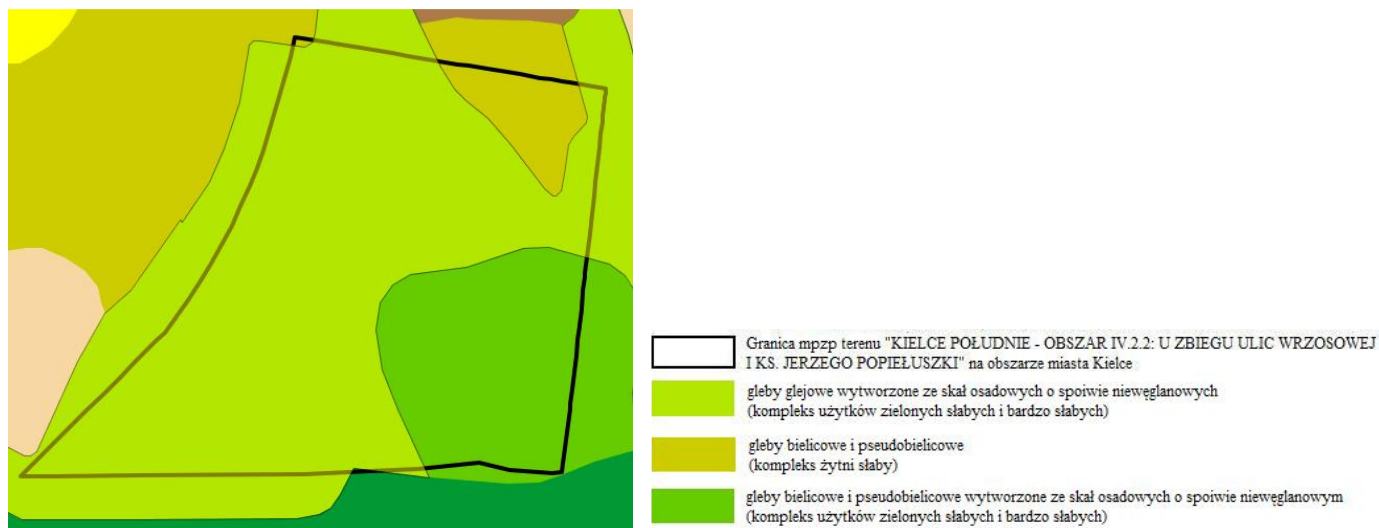 Granica mpzp terenu "KIELCE POŁUDNIE - OBSZAR IV.2.2: U ZBIEGU ULIC WRZOSOWEJ
I KS. JERZEGO POPIEŁUSZKI" na obszarze miasta Kielce
gleby glejowe wytworzone ze skał osadowych o spoiwie niewęglanowych
(kompleks użytków zielonych słabych i bardzo słabych)
gleby bielicowe i pseudobielicowe
(kompleks żytni słaby)
gleby bielicowe i pseudobielicowe wytworzone ze skał osadowych o spoiwie niewęglanowym
(kompleks użytków zielonych słabych i bardzo słabych)